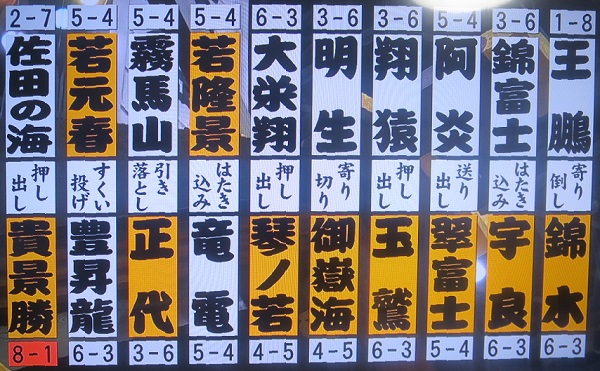 2-7 5-4 5-4 5-4 6-3 3-6 3-6 5-4 3-6 1-8
佐田の海 若元春 霧馬山 若隆景 大栄翔 明生 翔猿 阿炎 錦富士 王鵬
押し出し すくい投げ 引き落とし はたき込み 押し出し 寄り切り 押し出し 送り出し はたき込み 寄り倒し
貴景勝 豊昇龍 正代 竜電 琴ノ若 御嶽海 玉鷲 翠富士 宇良 錦木
8-1 6-3 3-6 5-4 4-5 4-5 6-3 5-4 6-3 6-3